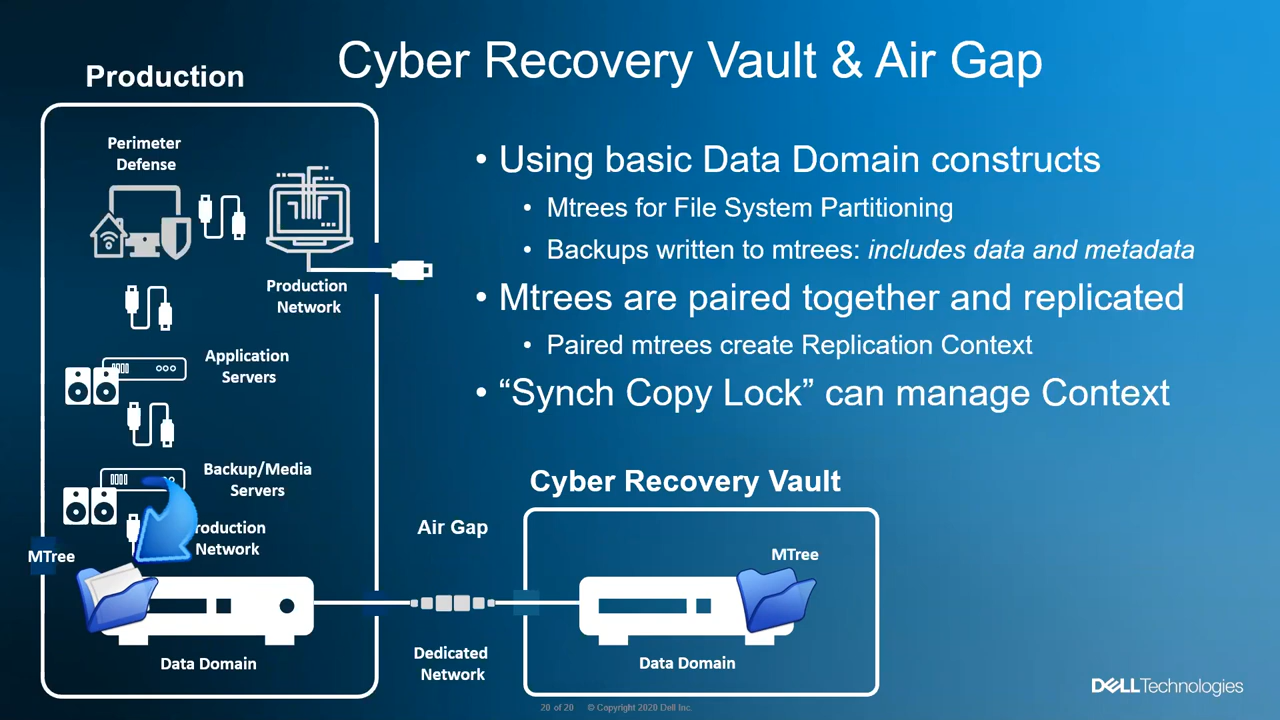 Cyber Recovery Vault & Air Gap
Production
Perimeter
Defense
Production
Network
Application
Servers
Backup/Media
Servers
roduction
Network
MTree
Data Domain
• Using basic Data Domain constructs
• Mtrees for File System Partitioning
• Backups written to mtrees: includes data and metadata
• Mtrees are paired together and replicated
• Paired mtrees create Replication Context
• “Synch Copy Lock” can manage Context
Air Gap
Dedicated
Network
Cyber Recovery Vault
MTree
Data Domain
20 of 20 © Copyright 2020 Dell Inc.
DELLTechnologies